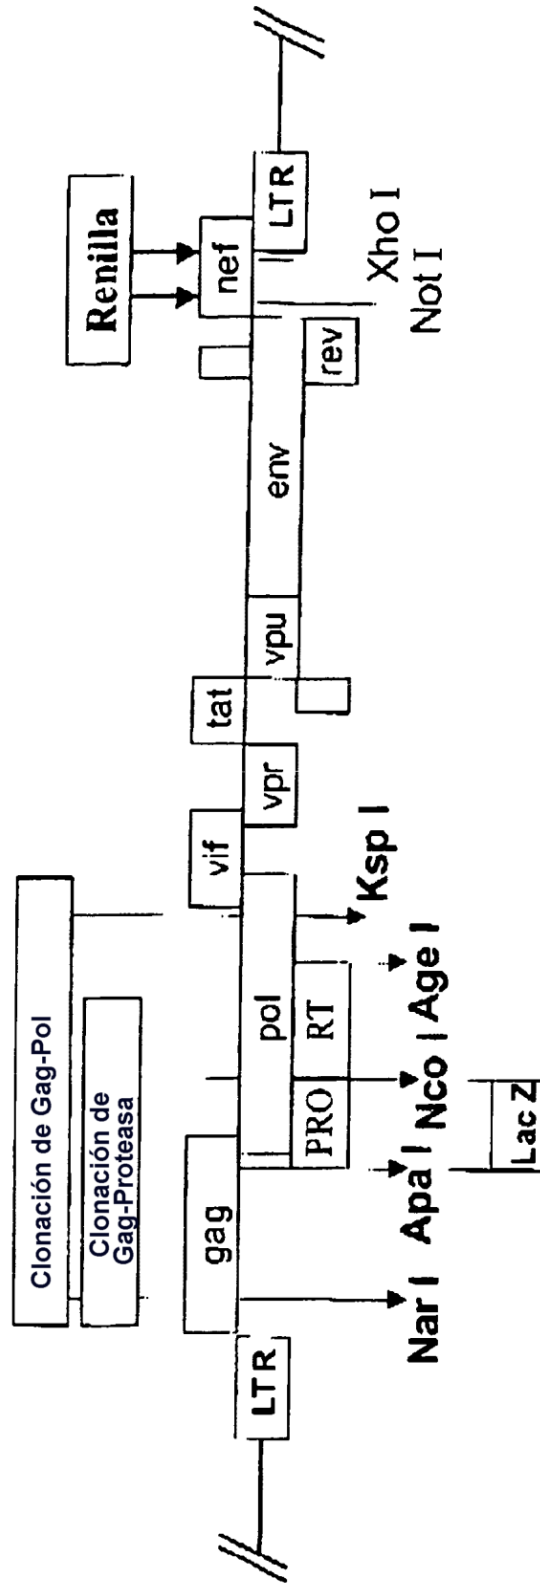 Clonación de Gag-Pol
Clonación de
Gag-Proteasa
Renilla
gag
vif
tat
nef
LTR
pol
vpr
vpu
env
LTR
PRO
RT
rev
Nar I
Apa I
Nco I
Age I
Ksp I
Xho I
Not I
Lac Z